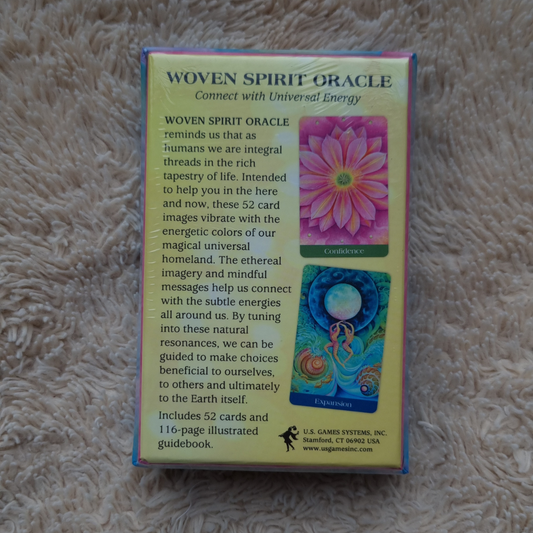 WOVEN SPIRIT ORACLE
Connect with Universal Energy
WOVEN SPIRIT ORACLE
reminds us that as
humans we are integral
threads in the rich
tapestry of life. Intended
to help you in the here
and now, these 52 card
images vibrate with the
energetic colors of our
magical universal
homeland. The ethereal
imagery and mindful
messages help us connect
with the subtle energies
all around us. By tuning
into these natural
resonances, we can be
guided to make choices
beneficial to ourselves,
to others and ultimately
to the Earth itself.
Includes 52 cards and
116-page illustrated
guidebook.
Confidence
Expansion
U.S. GAMES SYSTEMS, INC.
Stamford, CT 06902 USA
www.usgamesinc.com